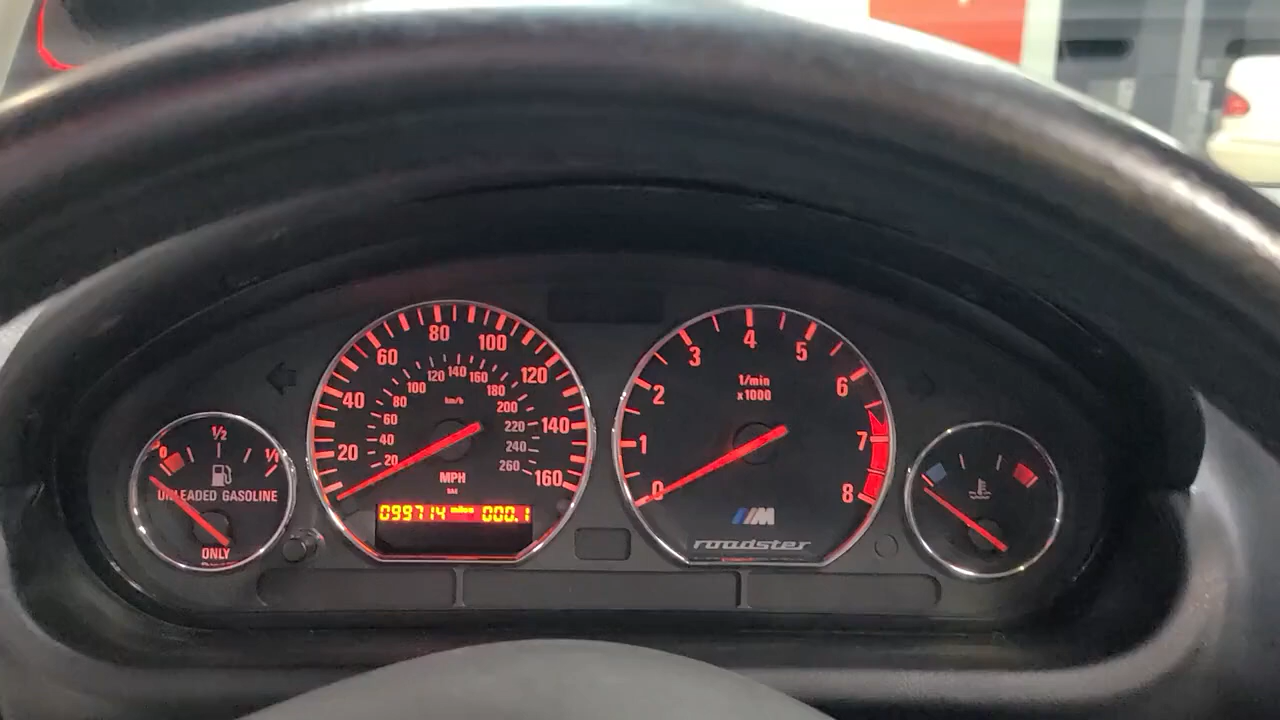 0 1/2 1/1
UNLEADED GASOLINE
ONLY
20 40 60 80 100 120 140 160
20 40 60 80 100 120 140 160 180 200 220 240 260
km/h
MPH
099714 miles 000.1
0 1 2 3 4 5 6 7 8
1/min
x1000
M
roadster